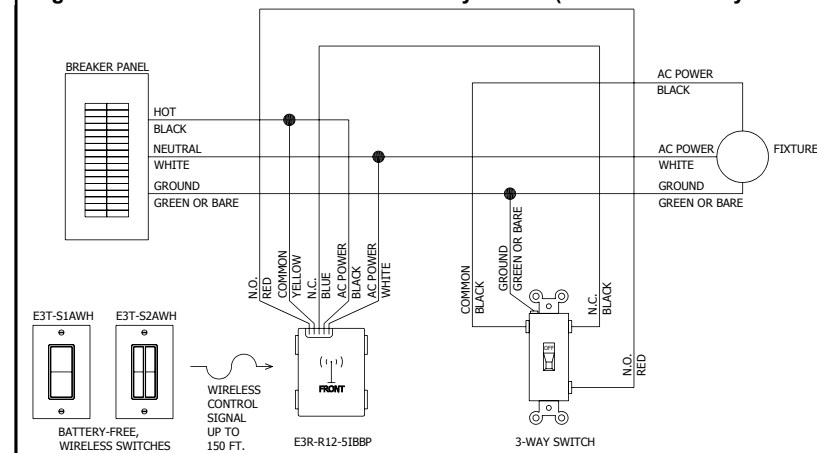 BREAKER PANEL
HOT
BLACK
NEUTRAL
WHITE
GROUND
GREEN OR BARE
AC POWER
BLACK
AC POWER
WHITE
GROUND
GREEN OR BARE
FIXTURE
N.O.
RED
COMMON
YELLOW
N.C.
BLUE
AC POWER
BLACK
AC POWER
WHITE
COMMON
BLACK
GROUND
GREEN OR BARE
N.C.
BLACK
N.O.
RED
E3T-S1AWH
E3T-S2AWH
BATTERY-FREE,
WIRELESS SWITCHES
WIRELESS
CONTROL
SIGNAL
UP TO
150 FT.
FRONT
E3R-R12-5IBBP
OFF
3-WAY SWITCH